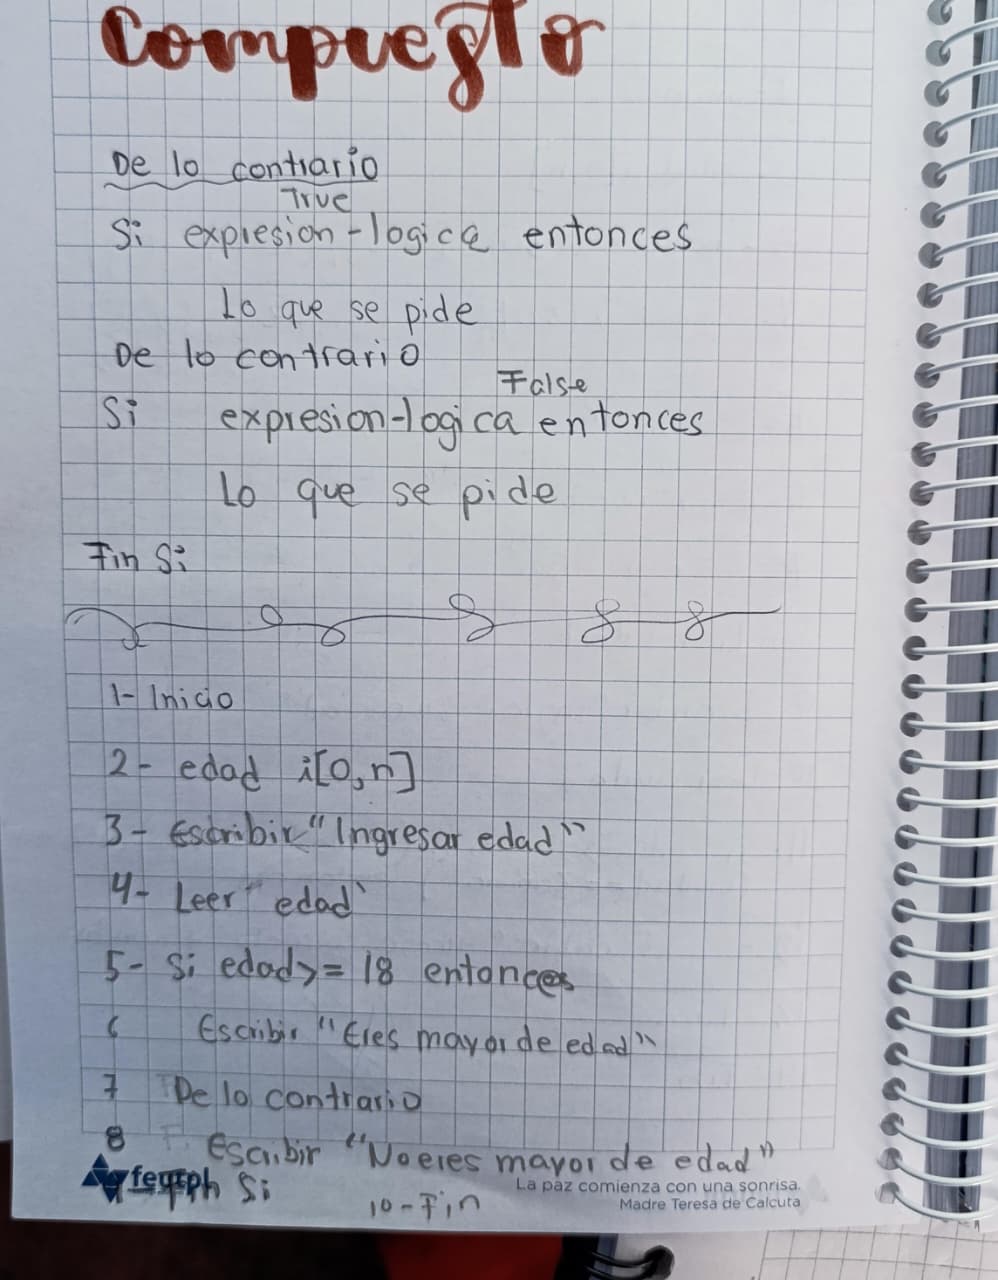 Compuesto
De lo contrario
True
Si expresion-logica entonces
Lo que se pide
De lo contrario
False
Si expresion-logica entonces
Lo que se pide
Fin Si
1- Inicio
2- edad i[0,n]
3- Escribir "Ingresar edad"
4- Leer "edad"
5- Si edad>= 18 entonces
6 Escribir "Eres mayor de edad"
7 De lo contrario
8 Escribir "No eres mayor de edad"
Si
10-Fin
La paz comienza con una sonrisa.
Madre Teresa de Calcuta